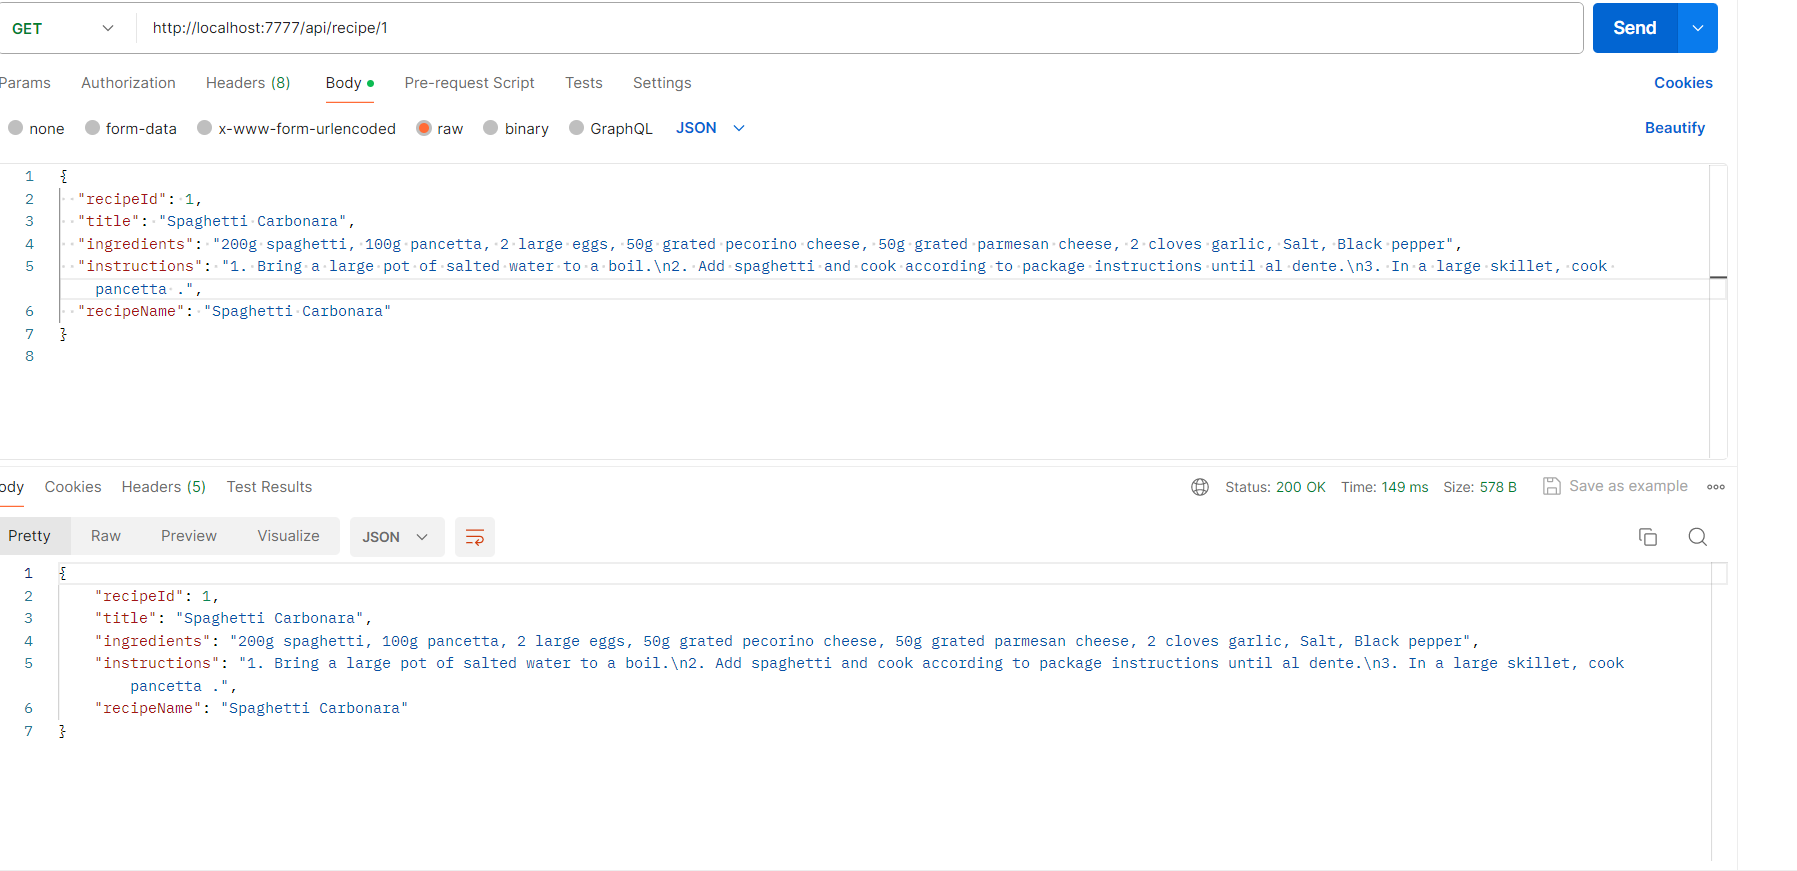 GET http://localhost:7777/api/recipe/1 Send
Params Authorization Headers (8) Body Pre-request Script Tests Settings Cookies
none form-data x-www-form-urlencoded raw binary GraphQL JSON Beautify
1 {
2 "recipeId": 1,
3 "title": "Spaghetti Carbonara",
4 "ingredients": "200g spaghetti, 100g pancetta, 2 large eggs, 50g grated pecorino cheese, 50g grated parmesan cheese, 2 cloves garlic, Salt, Black pepper",
5 "instructions": "1. Bring a large pot of salted water to a boil.\n2. Add spaghetti and cook according to package instructions until al dente.\n3. In a large skillet, cook
pancetta .",
6 "recipeName": "Spaghetti Carbonara"
7 }
8
ody Cookies Headers (5) Test Results Status: 200 OK Time: 149 ms Size: 578 B Save as example
Pretty Raw Preview Visualize JSON
1 {
2 "recipeId": 1,
3 "title": "Spaghetti Carbonara",
4 "ingredients": "200g spaghetti, 100g pancetta, 2 large eggs, 50g grated pecorino cheese, 50g grated parmesan cheese, 2 cloves garlic, Salt, Black pepper",
5 "instructions": "1. Bring a large pot of salted water to a boil.\n2. Add spaghetti and cook according to package instructions until al dente.\n3. In a large skillet, cook
pancetta .",
6 "recipeName": "Spaghetti Carbonara"
7 }